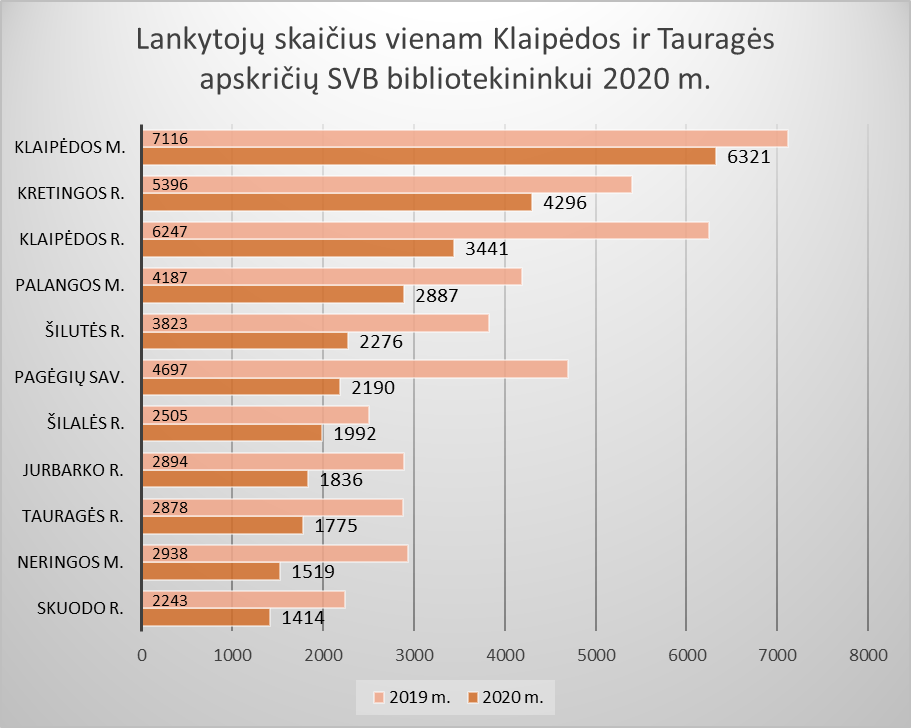 Lankytojų skaičius vienam Klaipėdos ir Tauragės
apskričių SVB bibliotekininkui 2020 m.
KLAIPĖDOS M.
7116
6321
KRETINGOS R.
5396
4296
KLAIPĖDOS R.
6247
3441
PALANGOS M.
4187
2887
ŠILUTĖS R.
3823
2276
PAGĖGIŲ SAV.
4697
2190
ŠILALĖS R.
2505
1992
JURBARKO R.
2894
1836
TAURAGĖS R.
2878
1775
NERINGOS M.
2938
1519
SKUODO R.
2243
1414
0 1000 2000 3000 4000 5000 6000 7000 8000
2019 m. 2020 m.